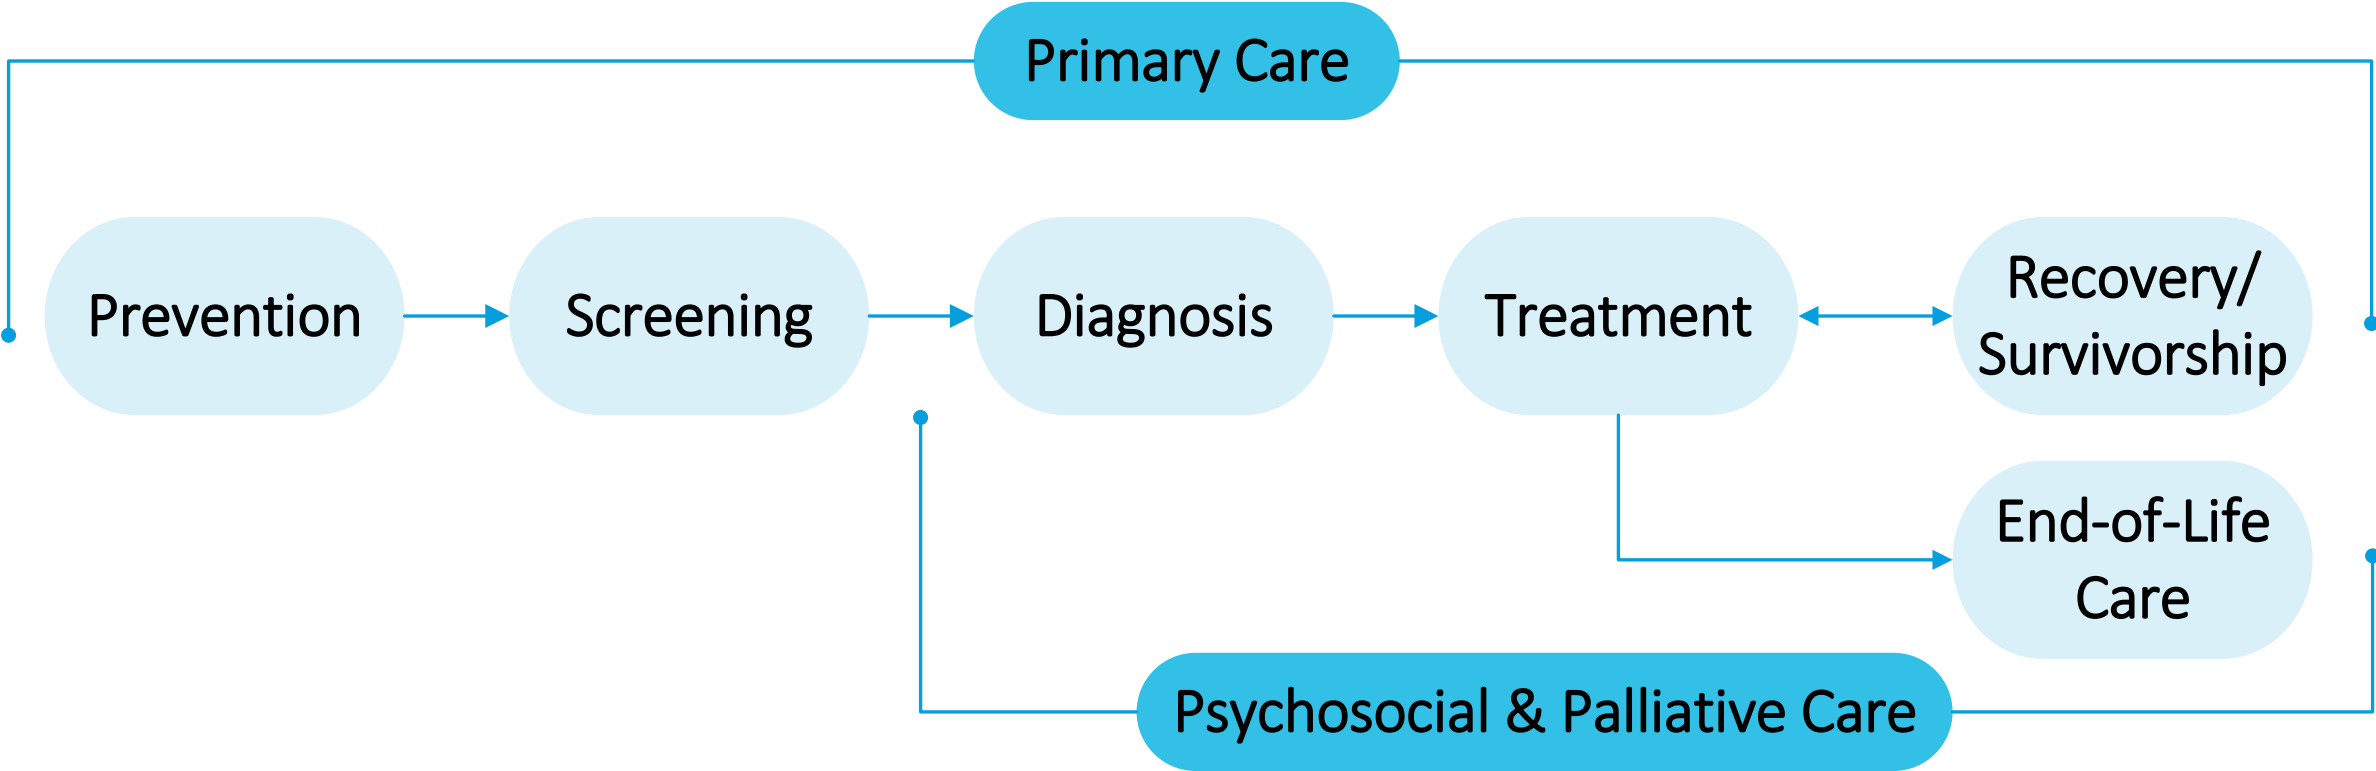 Primary Care
Prevention
Screening
Diagnosis
Treatment
Recovery/
Survivorship
End-of-Life
Care
Psychosocial & Palliative Care